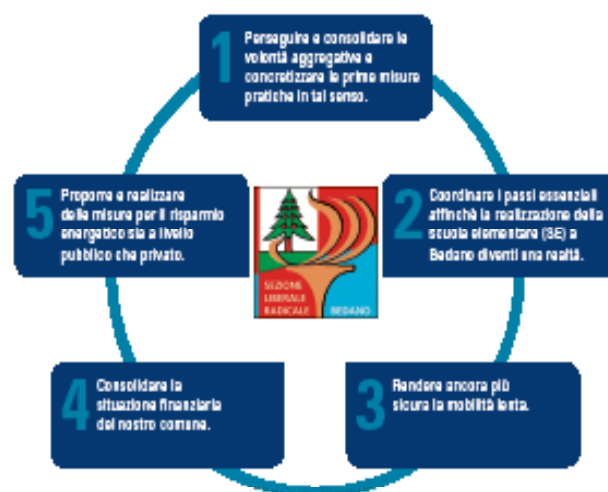 1
Perseguire e consolidare le
volontà aggregative e
concretizzare le prime misure
pratiche in tal senso.
2
Coordinare i passi essenziali
affinchè la realizzazione della
scuola elementare (SE) a
Bedano diventi una realtà.
3
Rendere ancora più
sicura la mobilità lenta.
4
Consolidare la
situazione finanziaria
del nostro comune.
5
Proporre e realizzare
delle misure per il risparmio
energetico sia a livello
pubblico che privato.
SEZIONE
LIBERALE
RADICALE BEDANO